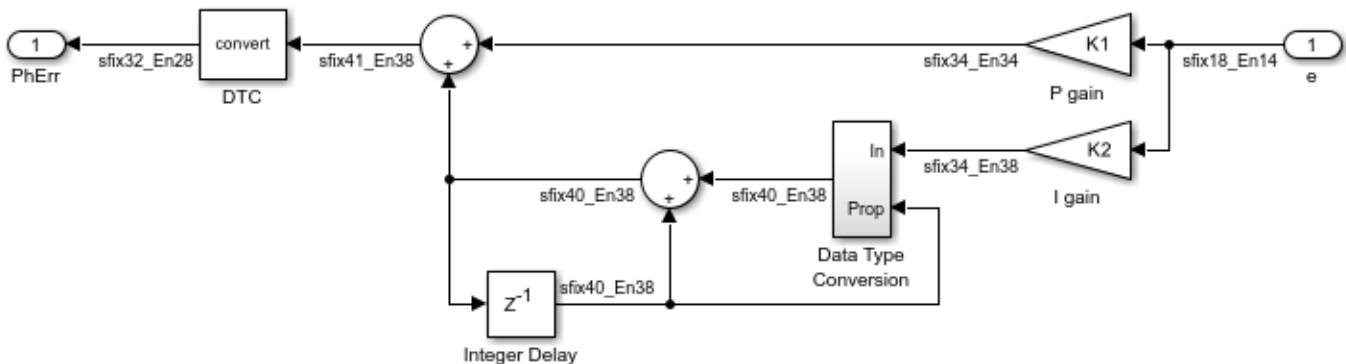 1
PhErr
sfix32_En28
convert
DTC
sfix41_En38
+
+
sfix34_En34
K1
P gain
sfix18_En14
1
e
sfix40_En38
+
+
sfix40_En38
In
Prop
Data Type
Conversion
sfix34_En38
K2
I gain
Z-1
Integer Delay
sfix40_En38